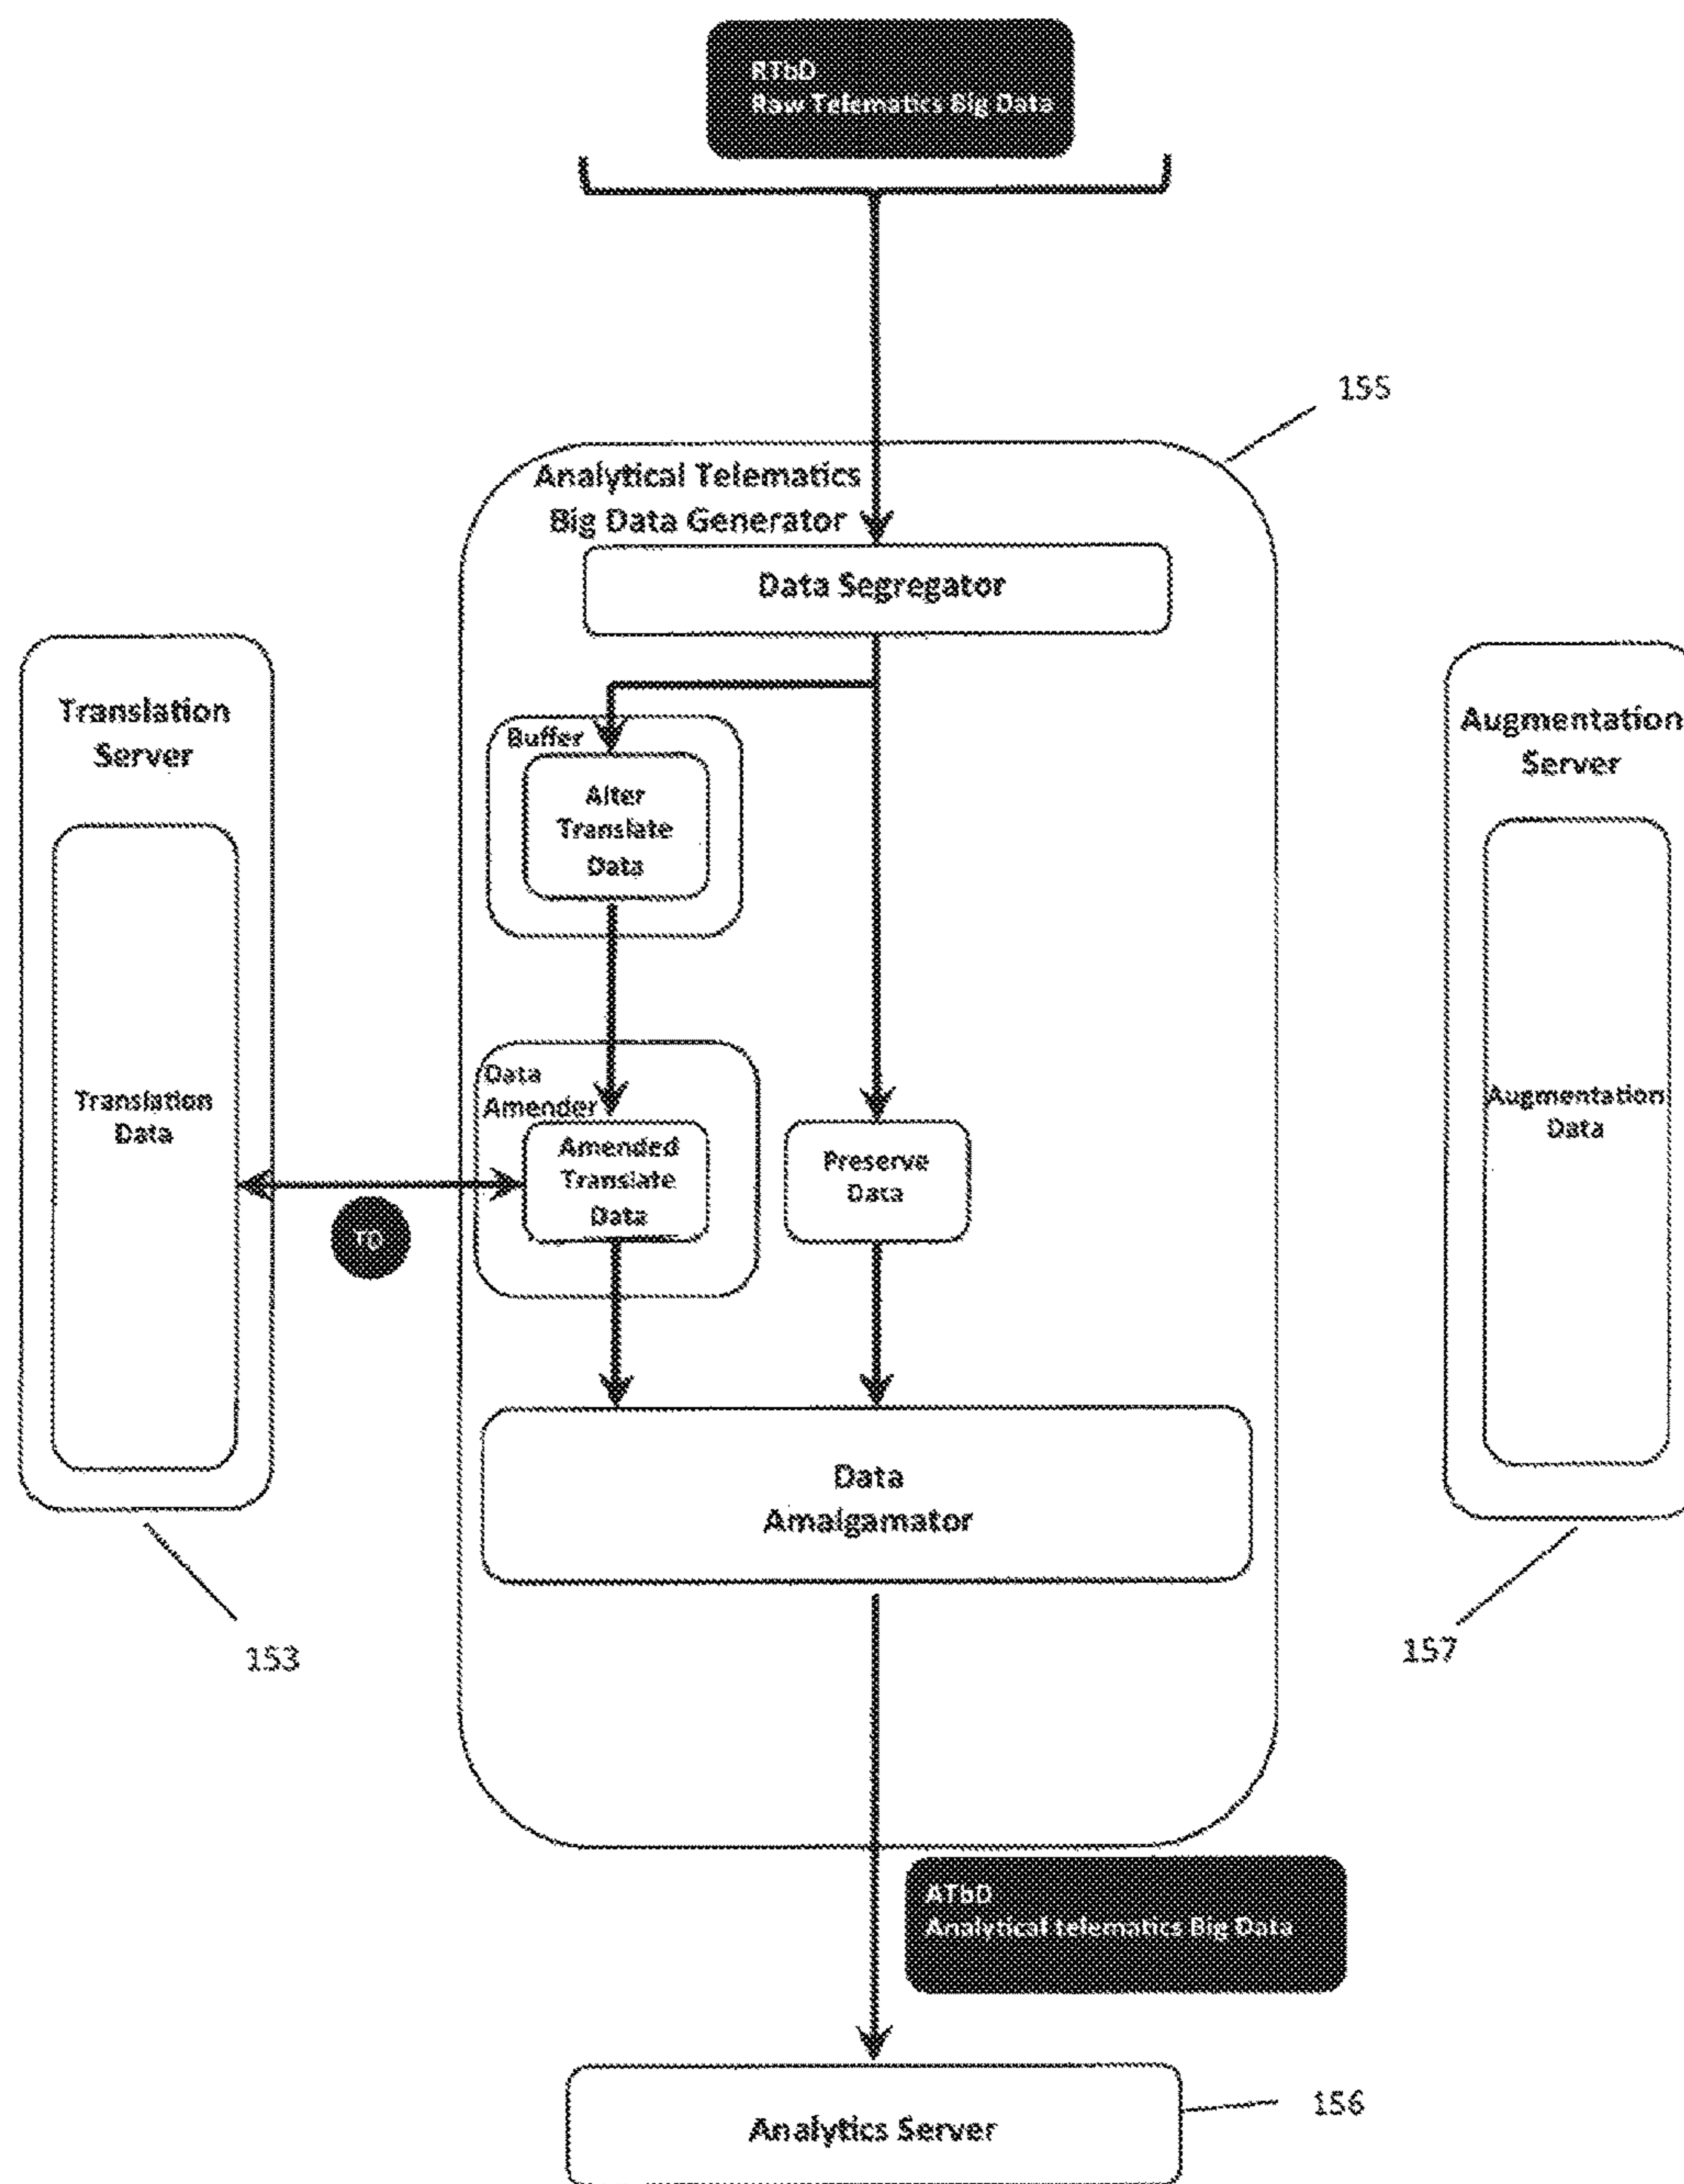 RTbD
Raw Telematics Big Data
155
Analytical Telematics
Big Data Generator
Data Segregator
Translation
Server
Translation
Data
153
Buffer
Alter
Translate
Data
Data
Amender
Amended
Translate
Data
TD
Preserve
Data
Augmentation
Server
Augmentation
Data
157
Data
Amalgamator
ATbD
Analytical telematics Big Data
Analytics Server
156